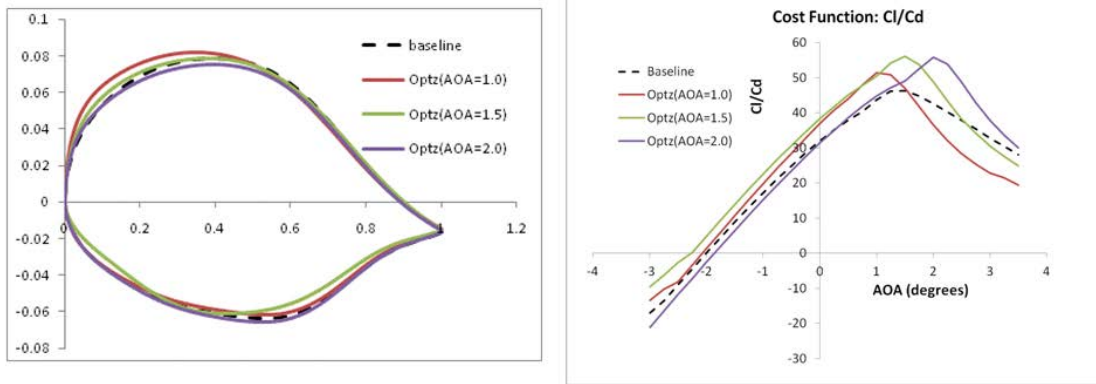 0.1
0.08
0.06
0.04
0.02
0
-0.02
-0.04
-0.06
-0.08
0 0.2 0.4 0.6 0.8 1 1.2
baseline
Optz(AOA=1.0)
Optz(AOA=1.5)
Optz(AOA=2.0)
Cost Function: Cl/Cd
Baseline
Optz(AOA=1.0)
Optz(AOA=1.5)
Optz(AOA=2.0)
Cl/Cd
60
50
40
30
20
10
0
-10
-20
-30
-4 -3 -2 -1 0 1 2 3 4
AOA (degrees)